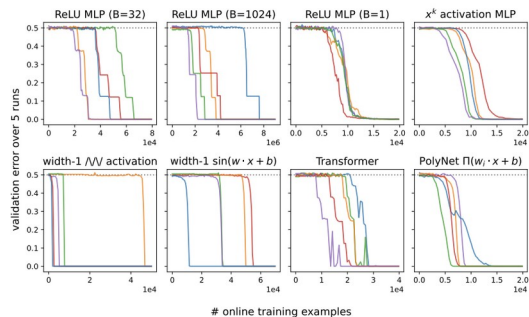 ReLU MLP (B=32)
ReLU MLP (B=1024)
ReLU MLP (B=1)
x^k activation MLP
validation error over 5 runs
0.5
0.4
0.3
0.2
0.1
0.0
0 2 4 6 8
1e4
0 2 4 6 8
1e4
0.0 0.5 1.0 1.5 2.0
1e4
0.0 0.5 1.0 1.5 2.0
1e4
width-1 /\/\/\/ activation
width-1 sin(w · x + b)
Transformer
PolyNet Π(wᵢ · x + b)
0.5
0.4
0.3
0.2
0.1
0.0
0 2 4
1e4
0 2 4
1e4
0 1 2 3 4
1e4
0.0 0.5 1.0 1.5 2.0
1e4
# online training examples